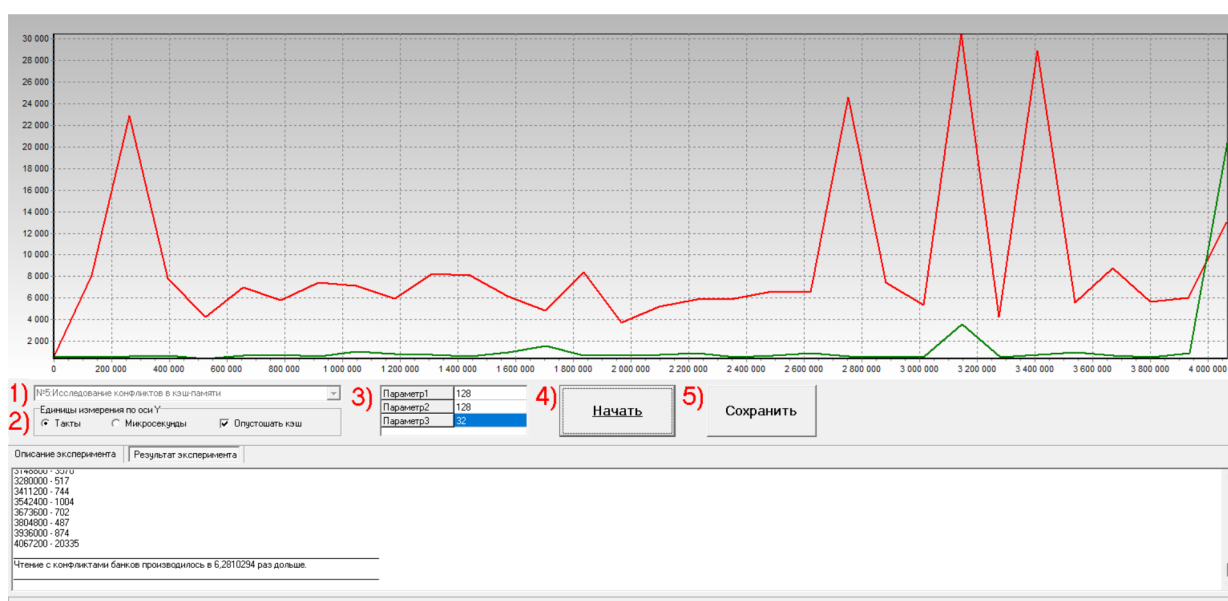 30 000
28 000
26 000
24 000
22 000
20 000
18 000
16 000
14 000
12 000
10 000
8 000
6 000
4 000
2 000
0 200 000 400 000 600 000 800 000 1 000 000 1 200 000 1 400 000 1 600 000 1 800 000 2 000 000 2 200 000 2 400 000 2 600 000 2 800 000 3 000 000 3 200 000 3 400 000 3 600 000 3 800 000 4 000 000
1) №5:Исследование конфликтов в кэш-памяти
2) Единицы измерения по оси Y
Такты Микросекунды Опустошать кэш
3) Параметр1 128
Параметр2 128
Параметр3 32
4) Начать
5) Сохранить
Описание эксперимента Результат эксперимента
3148800 - 3570
3280000 - 517
3411200 - 744
3542400 - 1004
3673600 - 702
3804800 - 487
3936000 - 874
4067200 - 20335
Чтение с конфликтами банков производилось в 6,2810294 раз дольше.